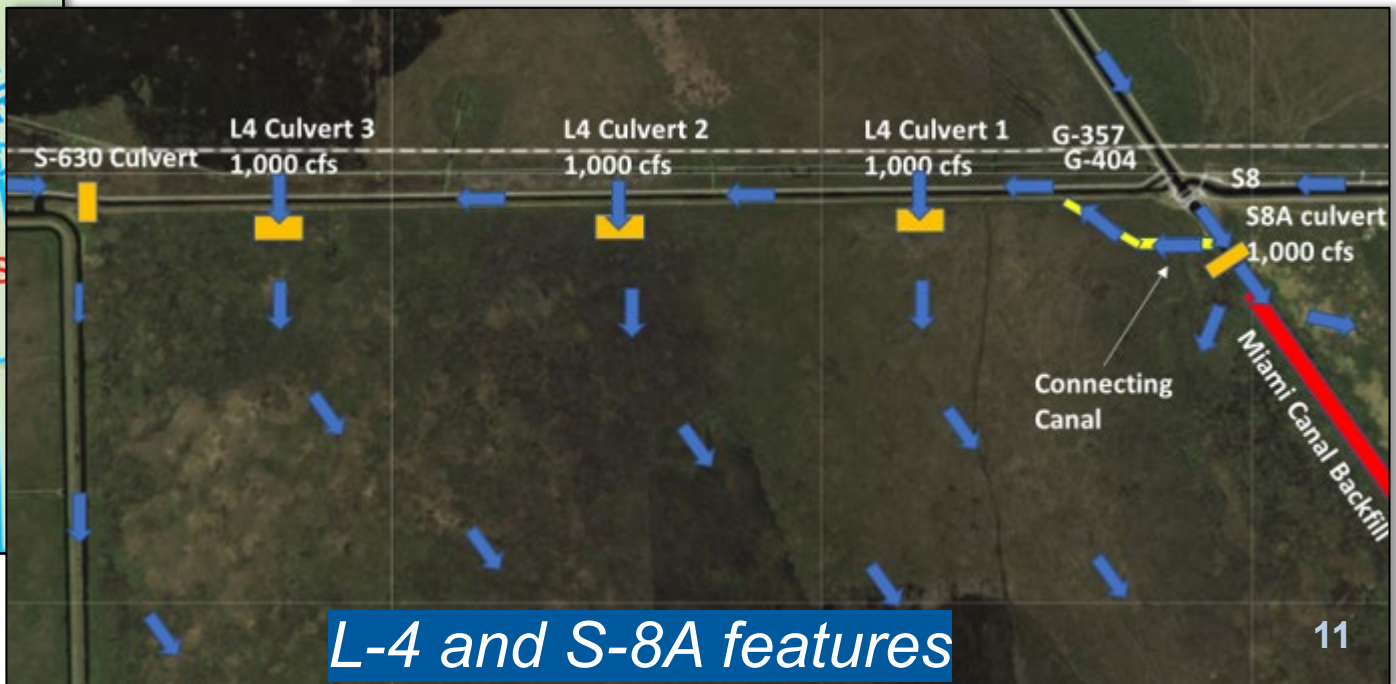 S-630 Culvert
L4 Culvert 3
1,000 cfs
L4 Culvert 2
1,000 cfs
L4 Culvert 1
1,000 cfs
G-357
G-404
S8
S8A culvert
1,000 cfs
Connecting
Canal
Miami Canal Backfill
S
L-4 and S-8A features
11